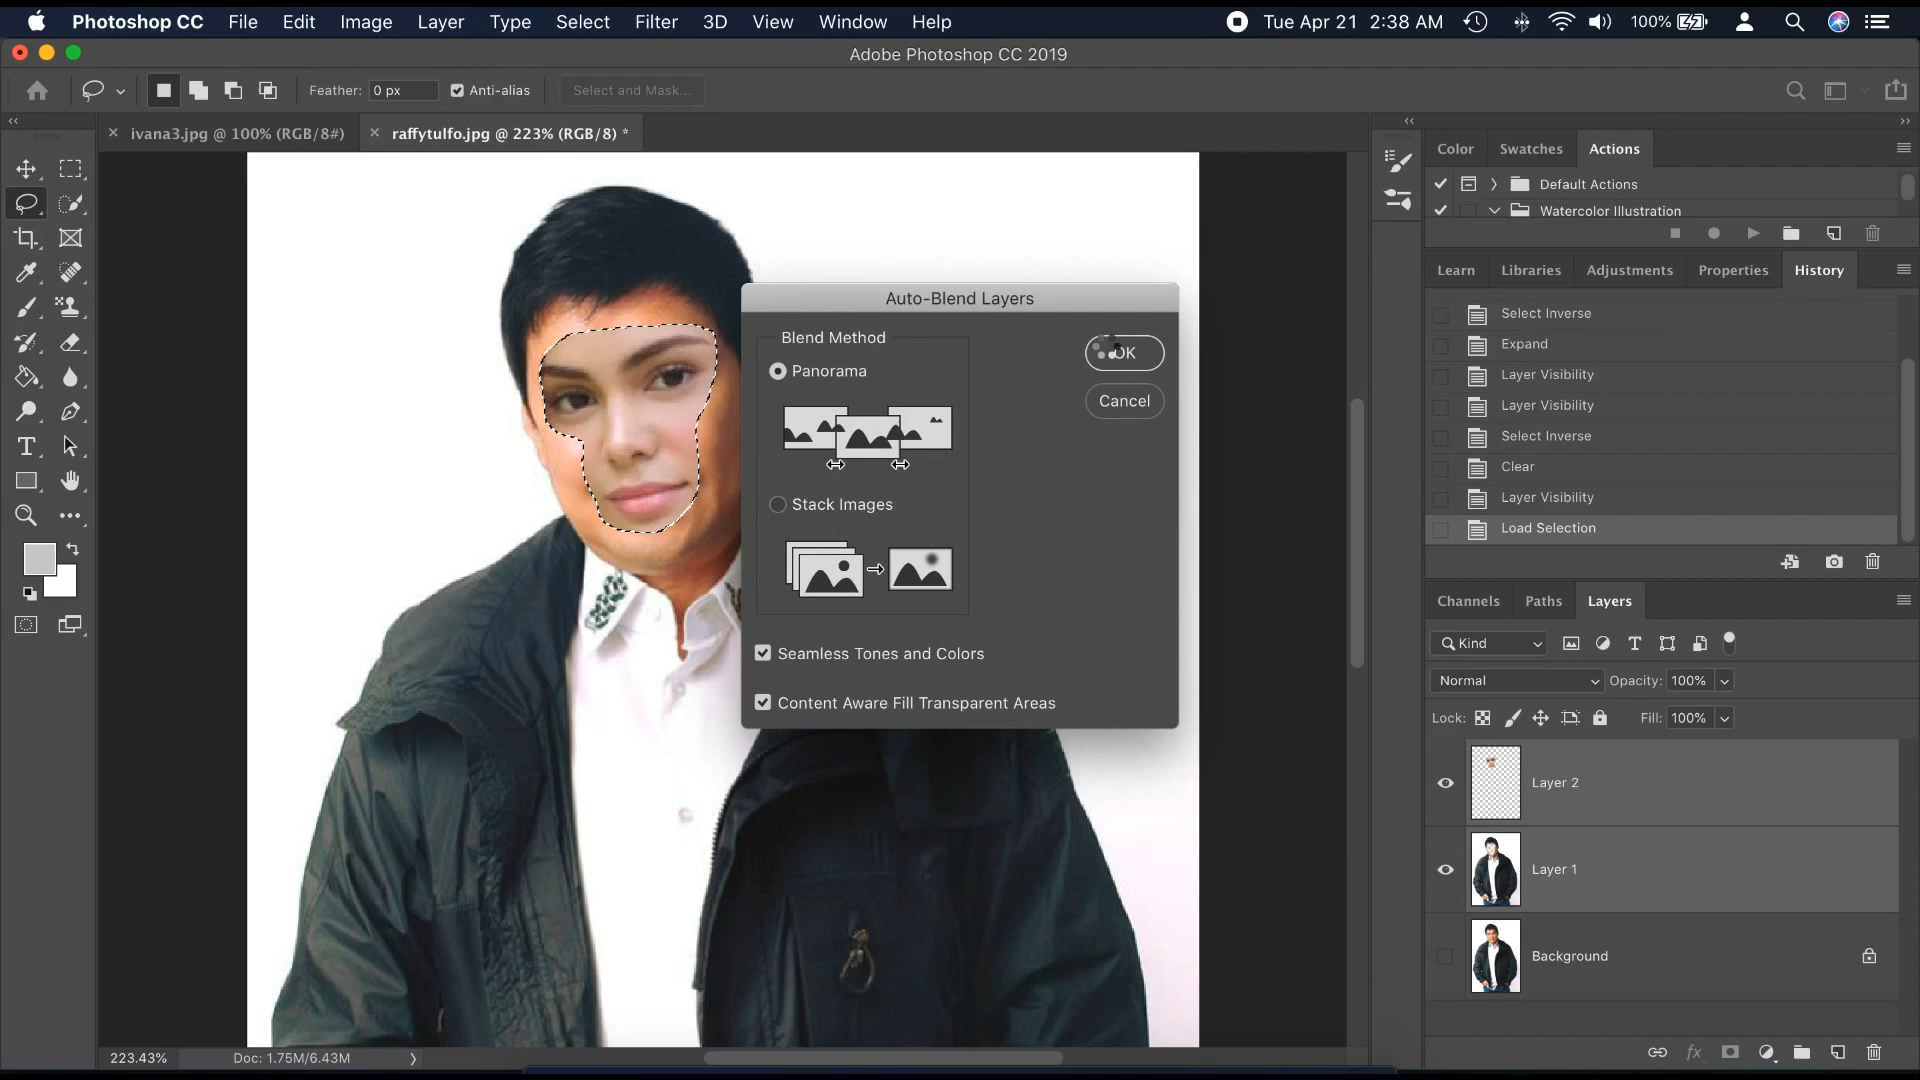 Photoshop CC File Edit Image Layer Type Select Filter 3D View Window Help Tue Apr 21 2:38 AM 100%
Adobe Photoshop CC 2019
Feather: 0 px Anti-alias Select and Mask...
ivana3.jpg @ 100% (RGB/8#) raffytulfo.jpg @ 223% (RGB/8) *
Color Swatches Actions
Default Actions
Watercolor Illustration
Learn Libraries Adjustments Properties History
Select Inverse
Expand
Layer Visibility
Layer Visibility
Select Inverse
Clear
Layer Visibility
Load Selection
Auto-Blend Layers
Blend Method
Panorama
OK
Cancel
Stack Images
Seamless Tones and Colors
Content Aware Fill Transparent Areas
Channels Paths Layers
Kind
Normal Opacity: 100%
Lock: Fill: 100%
Layer 2
Layer 1
Background
223.43% Doc: 1.75M/6.43M